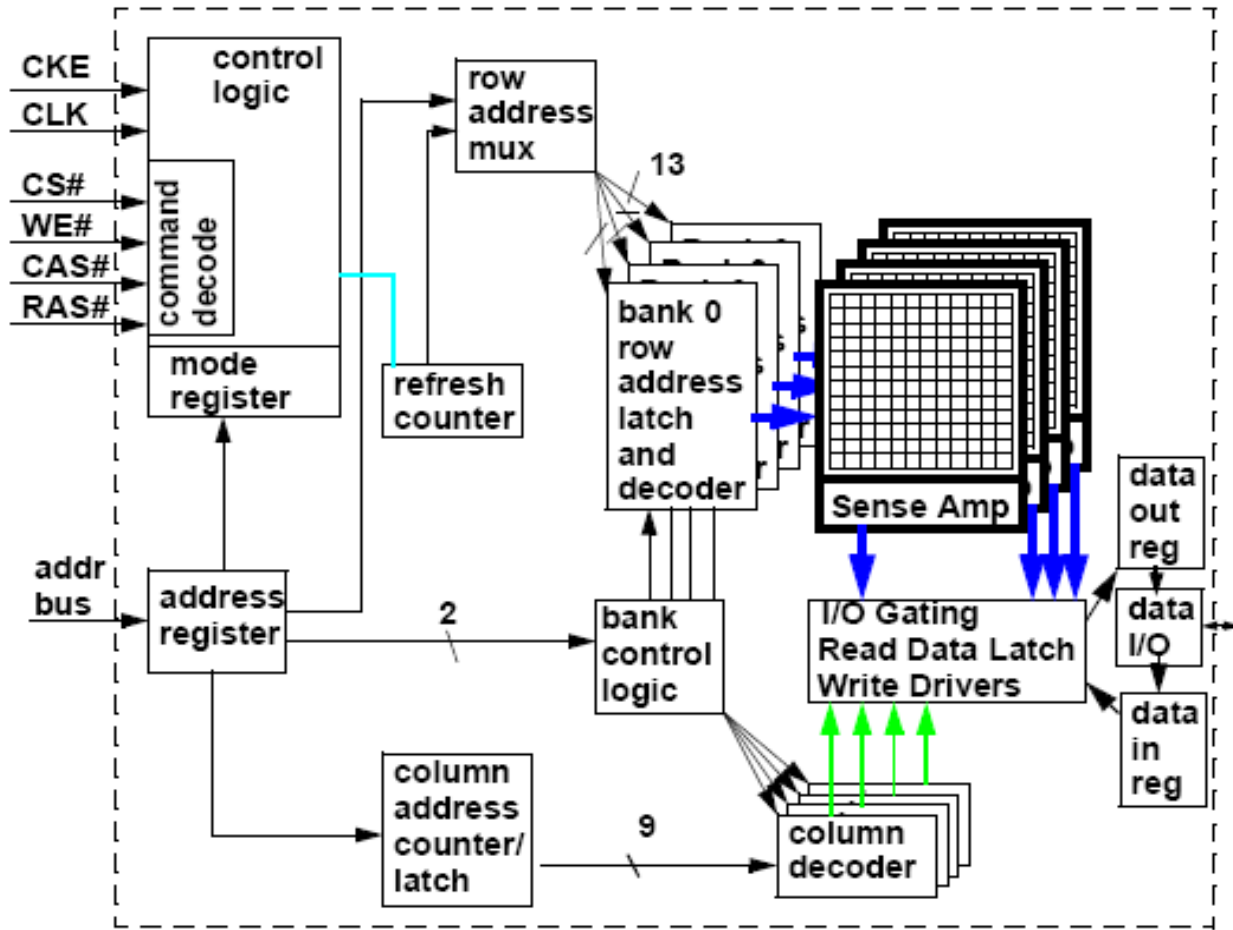 CKE
CLK
CS#
WE#
CAS#
RAS#
control
logic
command
decode
mode
register
row
address
mux
13
refresh
counter
bank 0
row
address
latch
and
decoder
Sense Amp
data
out
reg
addr
bus
address
register
2
bank
control
logic
I/O Gating
Read Data Latch
Write Drivers
data
I/O
data
in
reg
column
address
counter/
latch
9
column
decoder